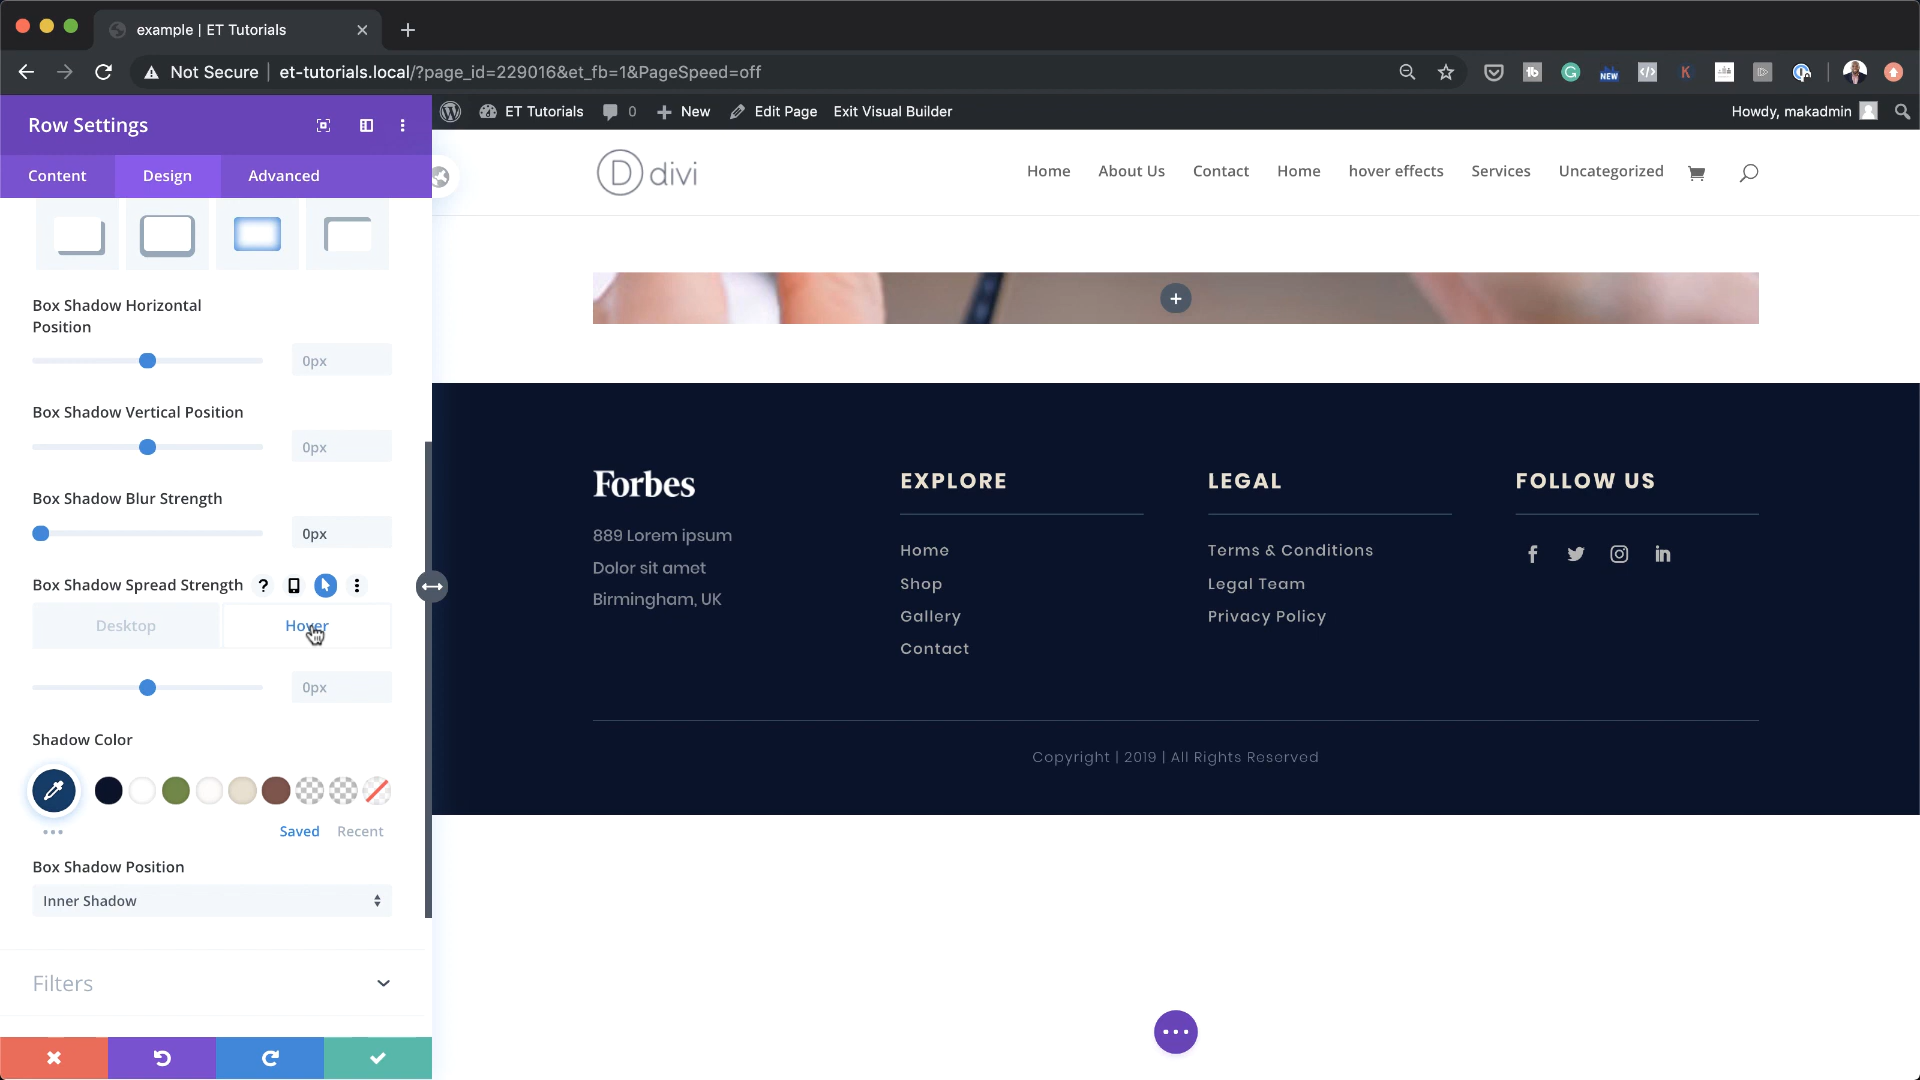 example | ET Tutorials
Not Secure | et-tutorials.local/?page_id=229016&et_fb=1&PageSpeed=off
NEW
Row Settings
Content Design Advanced
ET Tutorials 0 New Edit Page Exit Visual Builder
Howdy, makadmin
divi
Home About Us Contact Home hover effects Services Uncategorized
Box Shadow Horizontal
Position
0px
Box Shadow Vertical Position
0px
Box Shadow Blur Strength
0px
Box Shadow Spread Strength ?
Desktop Hover
0px
Shadow Color
Saved Recent
Box Shadow Position
Inner Shadow
Filters
Forbes
889 Lorem ipsum
Dolor sit amet
Birmingham, UK
EXPLORE
Home
Shop
Gallery
Contact
LEGAL
Terms & Conditions
Legal Team
Privacy Policy
FOLLOW US
Copyright | 2019 | All Rights Reserved